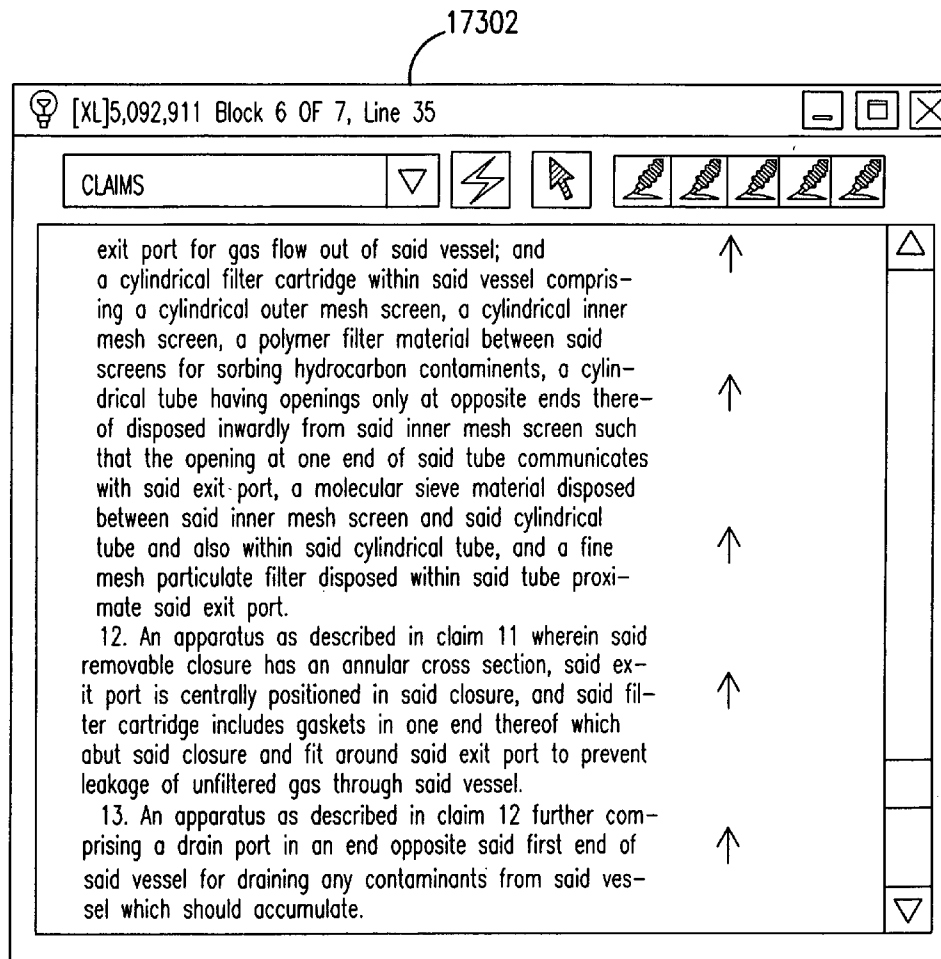 17302
[XL]5,092,911 Block 6 OF 7, Line 35
CLAIMS
exit port for gas flow out of said vessel; and
a cylindrical filter cartridge within said vessel compris-
ing a cylindrical outer mesh screen, a cylindrical inner
mesh screen, a polymer filter material between said
screens for sorbing hydrocarbon contaminents, a cylin-
drical tube having openings only at opposite ends there-
of disposed inwardly from said inner mesh screen such
that the opening at one end of said tube communicates
with said exit port, a molecular sieve material disposed
between said inner mesh screen and said cylindrical
tube and also within said cylindrical tube, and a fine
mesh particulate filter disposed within said tube proxi-
mate said exit port.
12. An apparatus as described in claim 11 wherein said
removable closure has an annular cross section, said ex-
it port is centrally positioned in said closure, and said fil-
ter cartridge includes gaskets in one end thereof which
abut said closure and fit around said exit port to prevent
leakage of unfiltered gas through said vessel.
13. An apparatus as described in claim 12 further com-
prising a drain port in an end opposite said first end of
said vessel for draining any contaminants from said ves-
sel which should accumulate.